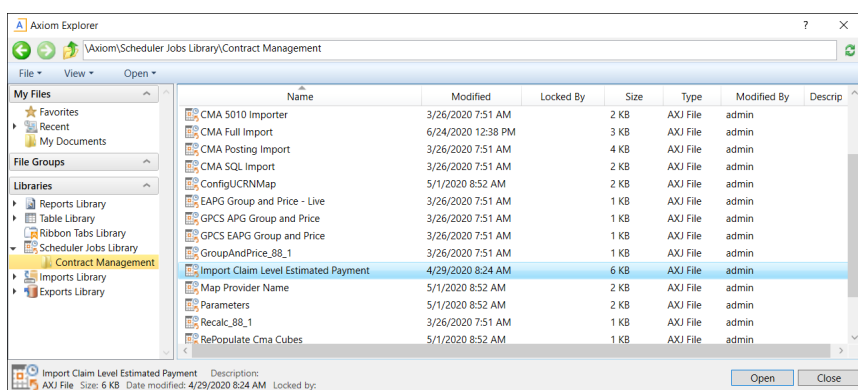 Axiom Explorer ? ×
\Axiom\Scheduler Jobs Library\Contract Management
File View Open
My Files
Favorites
Recent
My Documents
File Groups
Libraries
Reports Library
Table Library
Ribbon Tabs Library
Scheduler Jobs Library
Contract Management
Imports Library
Exports Library
Name Modified Locked By Size Type Modified By Descrip
CMA 5010 Importer 3/26/2020 7:51 AM 2 KB AXJ File admin
CMA Full Import 6/24/2020 12:38 PM 3 KB AXJ File admin
CMA Posting Import 3/26/2020 7:51 AM 4 KB AXJ File admin
CMA SQL Import 3/26/2020 7:51 AM 2 KB AXJ File admin
ConfigUCRNMap 5/1/2020 8:52 AM 2 KB AXJ File admin
EAPG Group and Price - Live 3/26/2020 7:51 AM 1 KB AXJ File admin
GPCS APG Group and Price 3/26/2020 7:51 AM 1 KB AXJ File admin
GPCS EAPG Group and Price 3/26/2020 7:51 AM 1 KB AXJ File admin
GroupAndPrice_88_1 3/26/2020 7:51 AM 1 KB AXJ File admin
Import Claim Level Estimated Payment 4/29/2020 8:24 AM 6 KB AXJ File admin
Map Provider Name 5/1/2020 8:52 AM 2 KB AXJ File admin
Parameters 5/1/2020 8:52 AM 2 KB AXJ File admin
Recalc_88_1 3/26/2020 7:51 AM 1 KB AXJ File admin
RePopulate Cma Cubes 5/1/2020 8:52 AM 1 KB AXJ File admin
Import Claim Level Estimated Payment Description:
AXJ File Size: 6 KB Date modified: 4/29/2020 8:24 AM Locked by:
Open Close